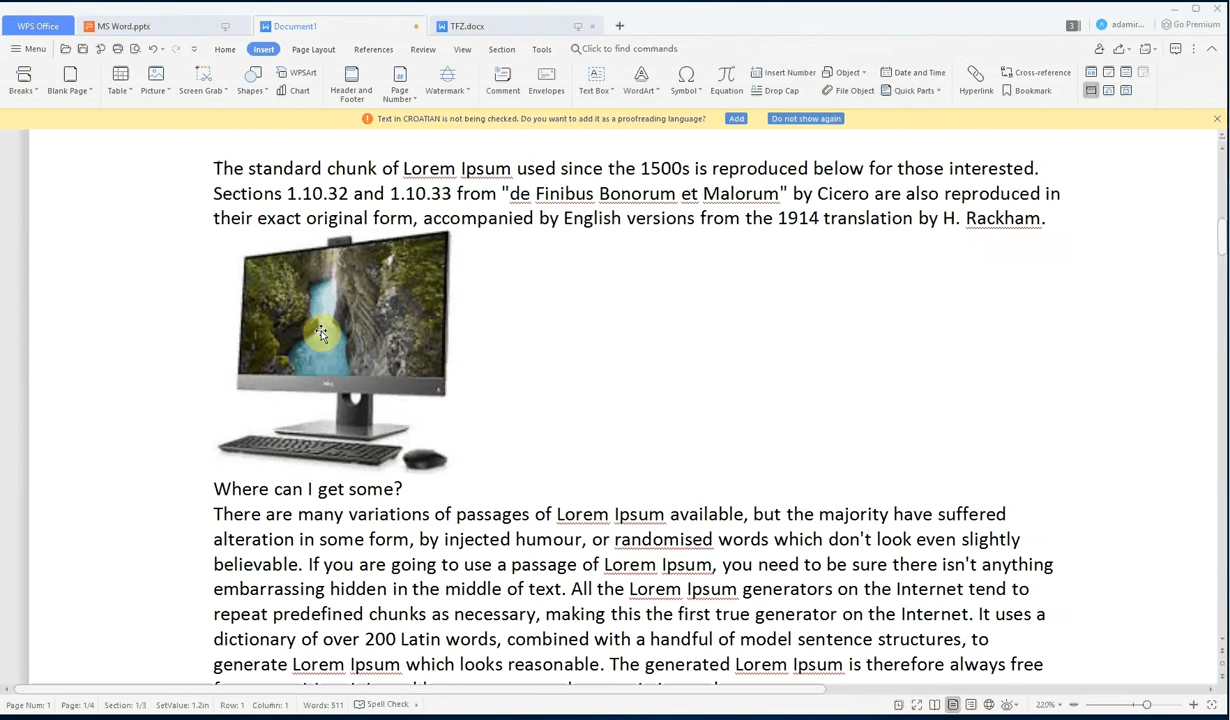 WPS Office MS Word.pptx Document1 TFZ.docx + 3 adamir... Go Premium
Menu Home Insert Page Layout References Review View Section Tools Click to find commands
Breaks Blank Page Table Picture Screen Grab Shapes WPSArt Chart Header and Footer Page Number Watermark Comment Envelopes Text Box WordArt Symbol Equation Insert Number Drop Cap Object File Object Date and Time Quick Parts Hyperlink Cross-reference Bookmark
Text in CROATIAN is not being checked. Do you want to add it as a proofreading language? Add Do not show again
The standard chunk of Lorem Ipsum used since the 1500s is reproduced below for those interested.
Sections 1.10.32 and 1.10.33 from "de Finibus Bonorum et Malorum" by Cicero are also reproduced in
their exact original form, accompanied by English versions from the 1914 translation by H. Rackham.
Where can I get some?
There are many variations of passages of Lorem Ipsum available, but the majority have suffered
alteration in some form, by injected humour, or randomised words which don't look even slightly
believable. If you are going to use a passage of Lorem Ipsum, you need to be sure there isn't anything
embarrassing hidden in the middle of text. All the Lorem Ipsum generators on the Internet tend to
repeat predefined chunks as necessary, making this the first true generator on the Internet. It uses a
dictionary of over 200 Latin words, combined with a handful of model sentence structures, to
generate Lorem Ipsum which looks reasonable. The generated Lorem Ipsum is therefore always free
Page Num: 1 Page: 1/4 Section: 1/3 SetValue: 1.2in Row: 1 Column: 1 Words: 511 Spell Check 220%